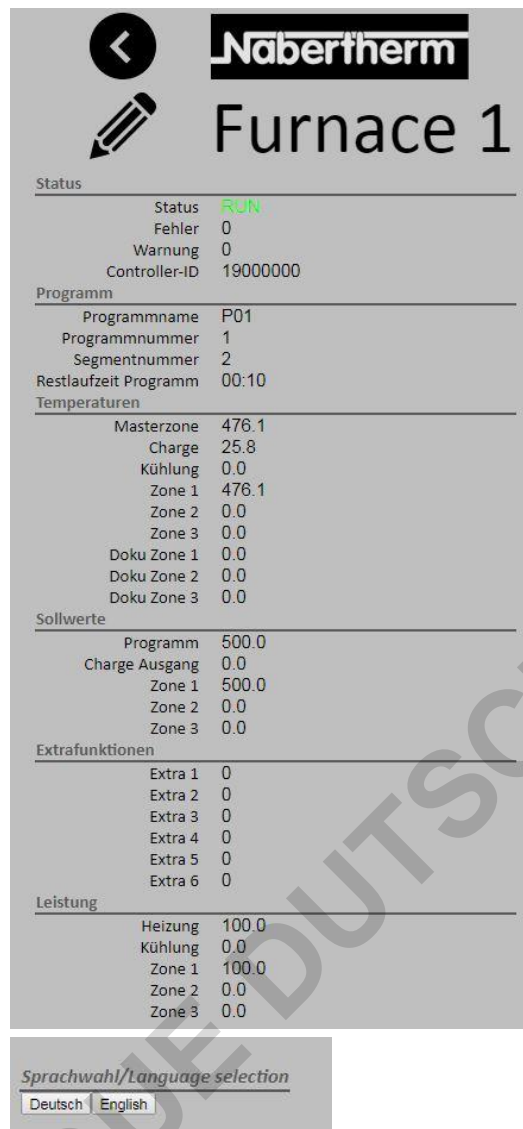 Nabertherm
Furnace 1
Status
Status RUN
Fehler 0
Warnung 0
Controller-ID 19000000
Programm
Programmname P01
Programmnummer 1
Segmentnummer 2
Restlaufzeit Programm 00:10
Temperaturen
Masterzone 476.1
Charge 25.8
Kühlung 0.0
Zone 1 476.1
Zone 2 0.0
Zone 3 0.0
Doku Zone 1 0.0
Doku Zone 2 0.0
Doku Zone 3 0.0
Sollwerte
Programm 500.0
Charge Ausgang 0.0
Zone 1 500.0
Zone 2 0.0
Zone 3 0.0
Extrafunktionen
Extra 1 0
Extra 2 0
Extra 3 0
Extra 4 0
Extra 5 0
Extra 6 0
Leistung
Heizung 100.0
Kühlung 0.0
Zone 1 100.0
Zone 2 0.0
Zone 3 0.0
Sprachwahl/Language selection
Deutsch English